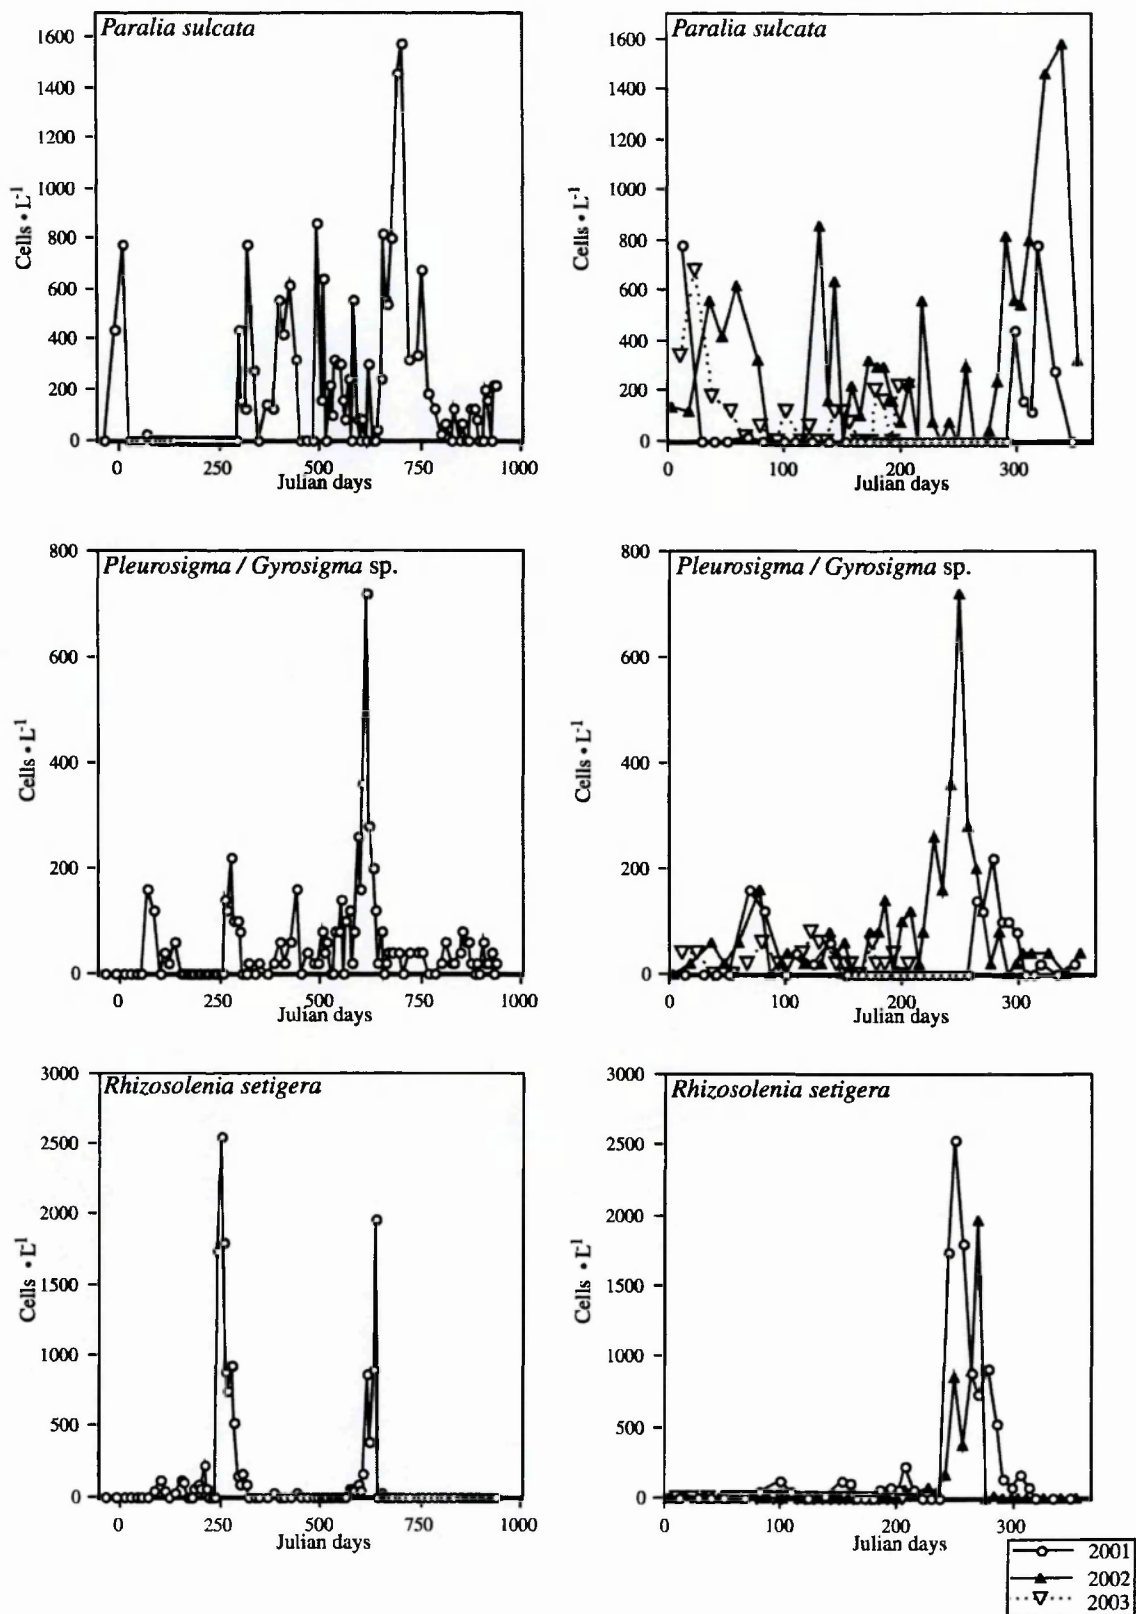 Paralia sulcata
1600
1400
1200
1000
800
600
400
200
0
Cells • L-1
0 250 500 750 1000
Julian days
Paralia sulcata
1600
1400
1200
1000
800
600
400
200
0
Cells • L-1
0 100 200 300
Julian days
Pleurosigma / Gyrosigma sp.
800
600
400
200
0
Cells • L-1
0 250 500 750 1000
Julian days
Pleurosigma / Gyrosigma sp.
800
600
400
200
0
Cells • L-1
0 100 200 300
Julian days
Rhizosolenia setigera
3000
2500
2000
1500
1000
500
0
Cells • L-1
0 250 500 750 1000
Julian days
Rhizosolenia setigera
3000
2500
2000
1500
1000
500
0
Cells • L-1
0 100 200 300
Julian days
2001
2002
2003